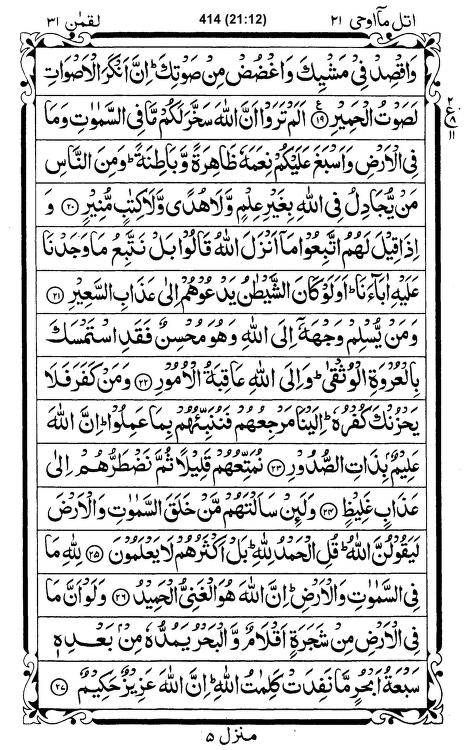 اتل مآاوحی ۲۱ 414 (21:12) لقمٰن ۳۱
وَاقْصِدْ فِیْ مَشْیِكَ وَاغْضُضْ مِنْ صَوْتِكَ ؕ اِنَّ اَنْكَرَ الْاَصْوَاتِ
لَصَوْتُ الْحَمِیْرِ ۟ ⑲ اَلَمْ تَرَوْا اَنَّ اللّٰهَ سَخَّرَ لَكُمْ مَّا فِی السَّمٰوٰتِ وَمَا
فِی الْاَرْضِ وَاَسْبَغَ عَلَیْكُمْ نِعَمَهٗ ظَاهِرَةً وَّبَاطِنَةً ؕ وَمِنَ النَّاسِ
مَنْ یُّجَادِلُ فِی اللّٰهِ بِغَیْرِ عِلْمٍ وَّلَا هُدًی وَّلَا كِتٰبٍ مُّنِیْرٍ ۲۰ وَ
اِذَا قِیْلَ لَهُمُ اتَّبِعُوْا مَاۤ اَنْزَلَ اللّٰهُ قَالُوْا بَلْ نَتَّبِعُ مَا وَجَدْنَا
عَلَیْهِ اٰبَآءَنَا ؕ اَوَلَوْ كَانَ الشَّیْطٰنُ یَدْعُوْهُمْ اِلٰی عَذَابِ السَّعِیْرِ ۲۱
وَمَنْ یُّسْلِمْ وَجْهَهٗۤ اِلَی اللّٰهِ وَهُوَ مُحْسِنٌ فَقَدِ اسْتَمْسَكَ
بِالْعُرْوَةِ الْوُثْقٰی ؕ وَاِلَی اللّٰهِ عَاقِبَةُ الْاُمُوْرِ ۲۲ وَمَنْ كَفَرَ فَلَا
یَحْزُنْكَ كُفْرُهٗ ؕ اِلَیْنَا مَرْجِعُهُمْ فَنُنَبِّئُهُمْ بِمَا عَمِلُوْا ؕ اِنَّ اللّٰهَ
عَلِیْمٌۢ بِذَاتِ الصُّدُوْرِ ۲۳ نُمَتِّعُهُمْ قَلِیْلًا ثُمَّ نَضْطَرُّهُمْ اِلٰی
عَذَابٍ غَلِیْظٍ ۲۴ وَلَىِٕنْ سَاَلْتَهُمْ مَّنْ خَلَقَ السَّمٰوٰتِ وَالْاَرْضَ
لَیَقُوْلُنَّ اللّٰهُ ؕ قُلِ الْحَمْدُ لِلّٰهِ ؕ بَلْ اَكْثَرُهُمْ لَا یَعْلَمُوْنَ ۲۵ لِلّٰهِ مَا
فِی السَّمٰوٰتِ وَالْاَرْضِ ؕ اِنَّ اللّٰهَ هُوَ الْغَنِیُّ الْحَمِیْدُ ۲۶ وَلَوْ اَنَّ مَا
فِی الْاَرْضِ مِنْ شَجَرَةٍ اَقْلَامٌ وَّالْبَحْرُ یَمُدُّهٗ مِنْۢ بَعْدِهٖ
سَبْعَةُ اَبْحُرٍ مَّا نَفِدَتْ كَلِمٰتُ اللّٰهِ ؕ اِنَّ اللّٰهَ عَزِیْزٌ حَكِیْمٌ ۲۷
۲
ع
۸
۱۱
منزل ۵